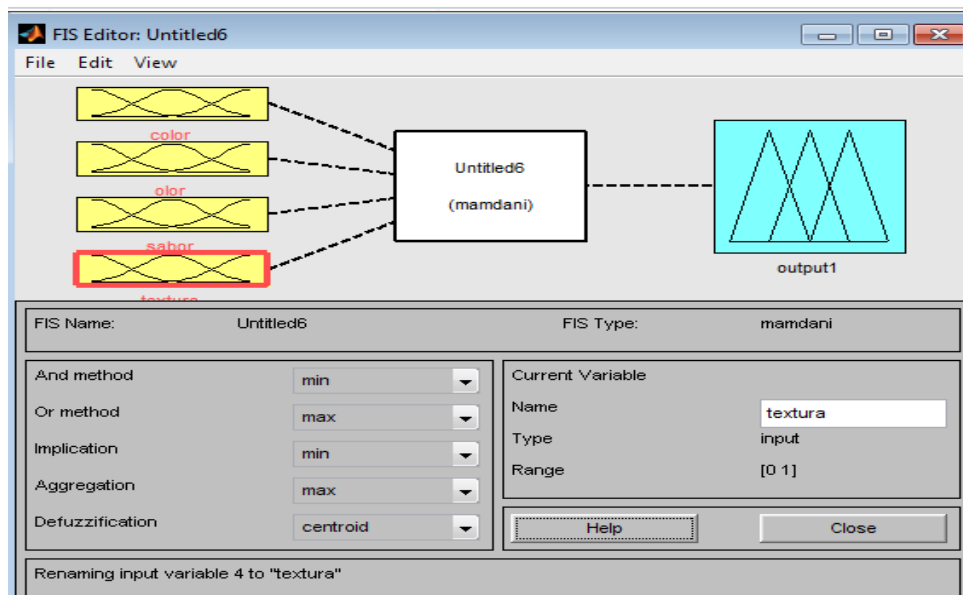 FIS Editor: Untitled6
File Edit View
color
olor
sabor
textura
Untitled6
(mamdani)
output1
FIS Name: Untitled6 FIS Type: mamdani
And method min
Or method max
Implication min
Aggregation max
Defuzzification centroid
Current Variable
Name textura
Type input
Range [0 1]
Help Close
Renaming input variable 4 to "textura"